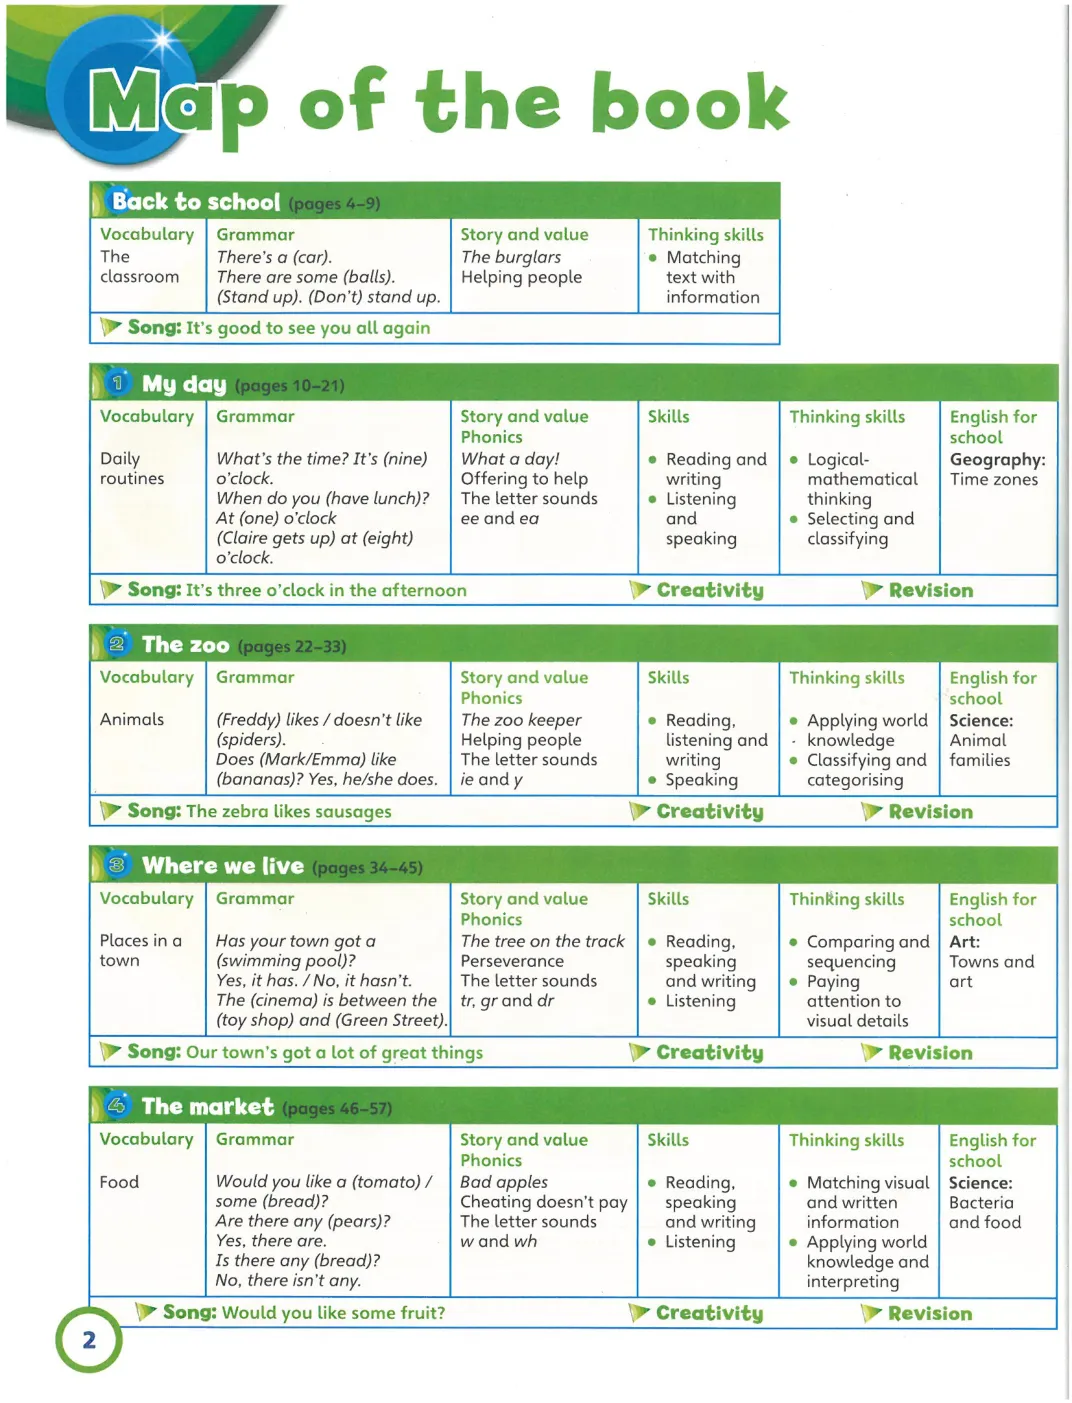 Map of the book
Back to school (pages 4–9)
Vocabulary
The
classroom
Grammar
There's a (car).
There are some (balls).
(Stand up). (Don't) stand up.
Story and value
The burglars
Helping people
Thinking skills
• Matching
text with
information
Song: It's good to see you all again
1 My day (pages 10–21)
Vocabulary
Daily
routines
Grammar
What's the time? It's (nine)
o'clock.
When do you (have lunch)?
At (one) o'clock
(Claire gets up) at (eight)
o'clock.
Story and value
Phonics
What a day!
Offering to help
The letter sounds
ee and ea
Skills
• Reading and
writing
• Listening
and
speaking
Thinking skills
• Logical-
mathematical
thinking
• Selecting and
classifying
English for
school
Geography:
Time zones
Song: It's three o'clock in the afternoon
Creativity
Revision
2 The zoo (pages 22–33)
Vocabulary
Animals
Grammar
(Freddy) likes / doesn't like
(spiders).
Does (Mark/Emma) like
(bananas)? Yes, he/she does.
Story and value
Phonics
The zoo keeper
Helping people
The letter sounds
ie and y
Skills
• Reading,
listening and
writing
• Speaking
Thinking skills
• Applying world
knowledge
• Classifying and
categorising
English for
school
Science:
Animal
families
Song: The zebra likes sausages
Creativity
Revision
3 Where we live (pages 34–45)
Vocabulary
Places in a
town
Grammar
Has your town got a
(swimming pool)?
Yes, it has. / No, it hasn't.
The (cinema) is between the
(toy shop) and (Green Street).
Story and value
Phonics
The tree on the track
Perseverance
The letter sounds
tr, gr and dr
Skills
• Reading,
speaking
and writing
• Listening
Thinking skills
• Comparing and
sequencing
• Paying
attention to
visual details
English for
school
Art:
Towns and
art
Song: Our town's got a lot of great things
Creativity
Revision
4 The market (pages 46–57)
Vocabulary
Food
Grammar
Would you like a (tomato) /
some (bread)?
Are there any (pears)?
Yes, there are.
Is there any (bread)?
No, there isn't any.
Story and value
Phonics
Bad apples
Cheating doesn't pay
The letter sounds
w and wh
Skills
• Reading,
speaking
and writing
• Listening
Thinking skills
• Matching visual
and written
information
• Applying world
knowledge and
interpreting
English for
school
Science:
Bacteria
and food
Song: Would you like some fruit?
Creativity
Revision
2